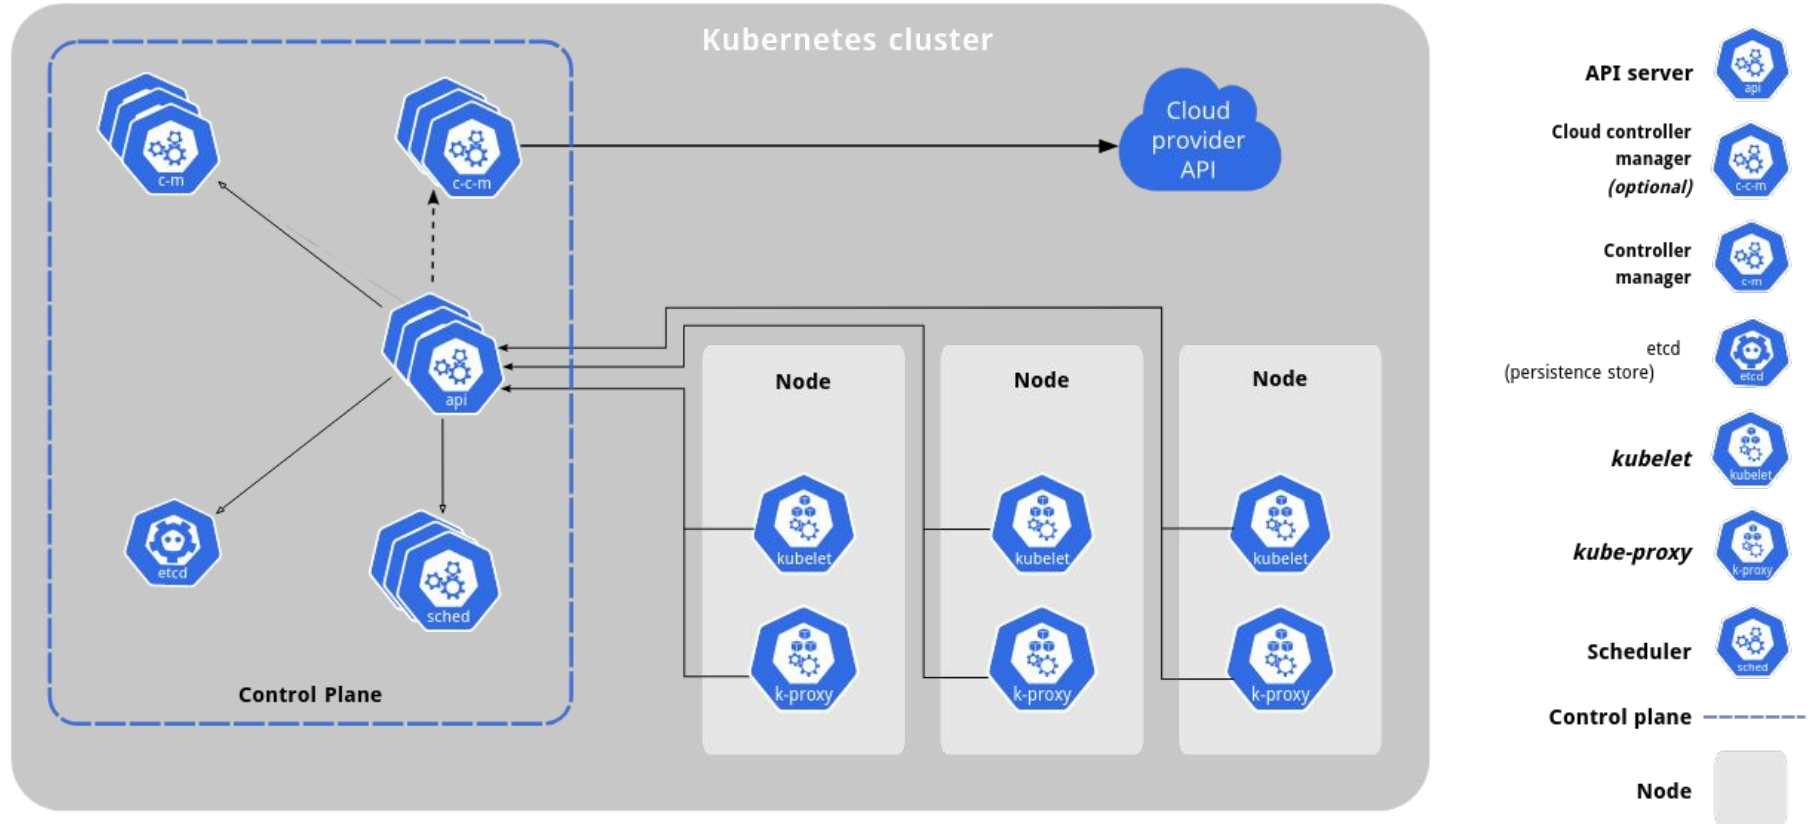 Kubernetes cluster
c-m
c-c-m
Cloud
provider
API
api
etcd
sched
Control Plane
Node
kubelet
k-proxy
Node
kubelet
k-proxy
Node
kubelet
k-proxy
API server
api
Cloud controller
manager
(optional)
c-c-m
Controller
manager
c-m
etcd
(persistence store)
etcd
kubelet
kubelet
kube-proxy
k-proxy
Scheduler
sched
Control plane
Node